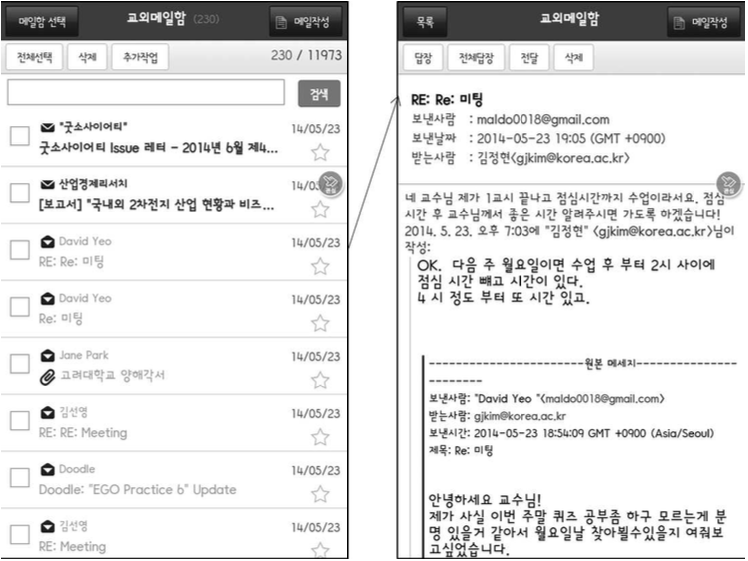 메일함 선택
교외메일함 (230)
메일작성
전체선택
삭제
추가작업
230 / 11973
검색
"굿소사이어티"
14/05/23
굿소사이어티 Issue 레터 - 2014년 6월 제4...
산업경제리서치
14/0
[보고서] "국내외 2차전지 산업 현황과 비즈...
David Yeo
14/05/23
RE: Re: 미팅
David Yeo
14/05/23
Re: 미팅
Jane Park
14/05/23
고려대학교 양해각서
김선영
14/05/23
RE: RE: Meeting
Doodle
14/05/23
Doodle: "EGO Practice 6" Update
김선영
14/05/23
RE: Meeting
목록
교외메일함
메일작성
답장
전체답장
전달
삭제
RE: Re: 미팅
보낸사람 : maldo0018@gmail.com
보낸날짜 : 2014-05-23 19:05 (GMT +0900)
받는사람 : 김정현<gjkim@korea.ac.kr>
네 교수님 제가 1교시 끝나고 점심시간까지 수업이라서요. 점심
시간 후 교수님께서 좋은 시간 알려주시면 가도록 하겠습니다!
2014. 5. 23. 오후 7:03에 "김정현" <gjkim@korea.ac.kr>님이
작성:
OK. 다음 주 월요일이면 수업 후 부터 2시 사이에
점심 시간 빼고 시간이 있다.
4 시 정도 부터 또 시간 있고.
-----------------------원본 메세지---------------
--------
보낸사람: "David Yeo "<maldo0018@gmail.com>
받는사람: gjkim@korea.ac.kr
보낸시간: 2014-05-23 18:54:09 GMT +0900 (Asia/Seoul)
제목: Re: 미팅
안녕하세요 교수님!
제가 사실 이번 주말 퀴즈 공부좀 하구 모르는게 분
명 있을거 같아서 월요일날 찾아뵐수있을지 여쭤보
고싶었습니다.